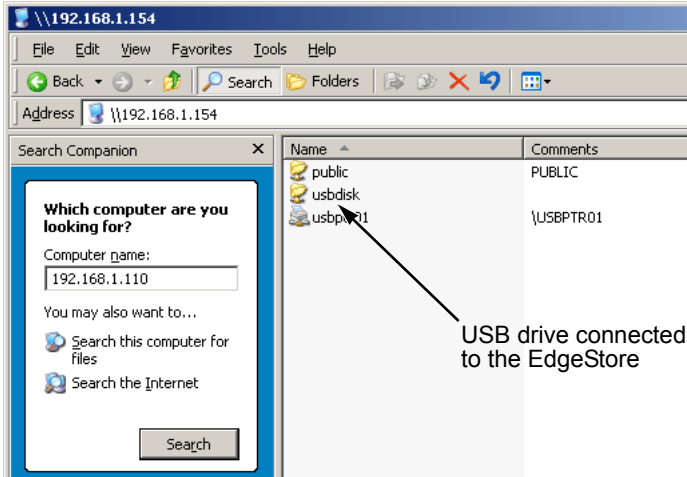 \\192.168.1.154
File Edit View Favorites Tools Help
Back Search Folders
Address \\192.168.1.154
Search Companion
Name Comments
public PUBLIC
usbdisk
\USBPTR01
Which computer are you
looking for?
Computer name:
192.168.1.110
You may also want to...
Search this computer for
files
Search the Internet
Search
USB drive connected
to the EdgeStore